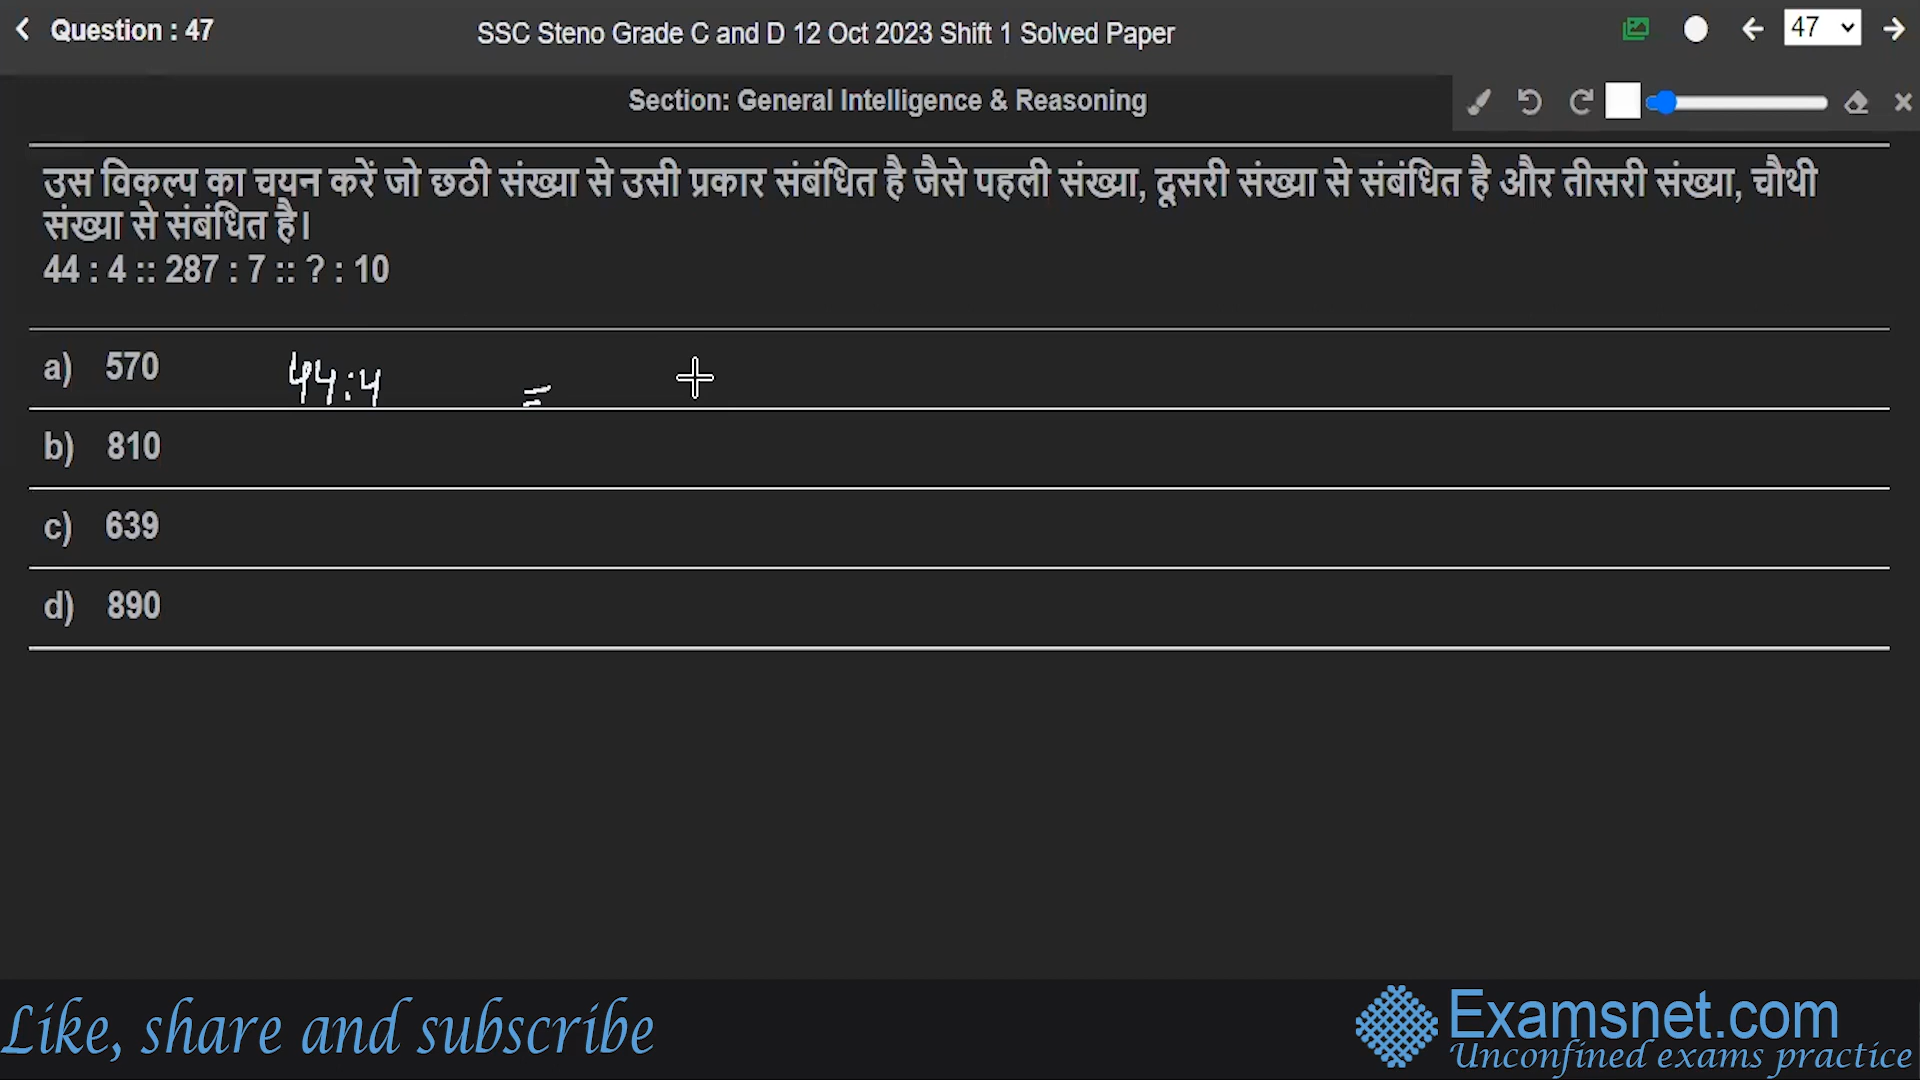 Question : 47
SSC Steno Grade C and D 12 Oct 2023 Shift 1 Solved Paper
47
Section: General Intelligence & Reasoning
उस विकल्प का चयन करें जो छठी संख्या से उसी प्रकार संबंधित है जैसे पहली संख्या, दूसरी संख्या से संबंधित है और तीसरी संख्या, चौथी
संख्या से संबंधित है।
44 : 4 :: 287 : 7 :: ? : 10
a) 570
44:4 =
b) 810
c) 639
d) 890
Like, share and subscribe
Examsnet.com
Unconfined exams practice